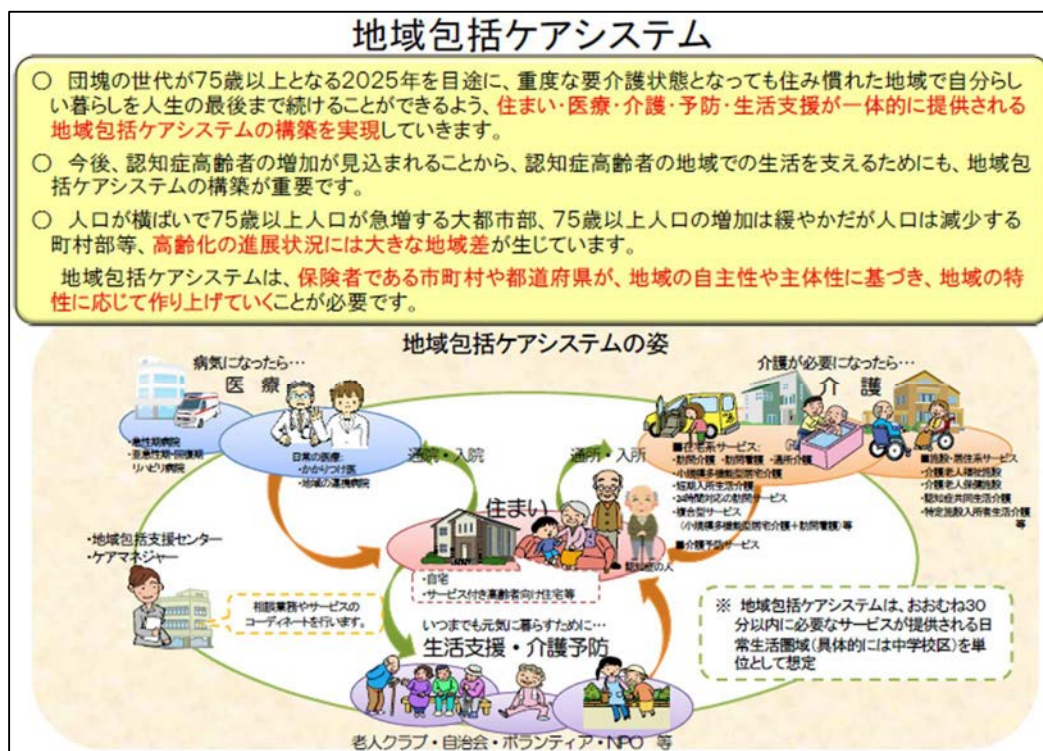 地域包括ケアシステム
○ 団塊の世代が75歳以上となる2025年を目途に、重度な要介護状態となっても住み慣れた地域で自分らし
い暮らしを人生の最後まで続けることができるよう、住まい・医療・介護・予防・生活支援が一体的に提供される
地域包括ケアシステムの構築を実現していきます。
○ 今後、認知症高齢者の増加が見込まれることから、認知症高齢者の地域での生活を支えるためにも、地域包
括ケアシステムの構築が重要です。
○ 人口が横ばいで75歳以上人口が急増する大都市部、75歳以上人口の増加は緩やかだが人口は減少する
町村部等、高齢化の進展状況には大きな地域差が生じています。
地域包括ケアシステムは、保険者である市町村や都道府県が、地域の自主性や主体性に基づき、地域の特
性に応じて作り上げていくことが必要です。
地域包括ケアシステムの姿
病気になったら…
医 療
・急性期病院
・亜急性期・回復期
リハビリ病院
日常の医療:
・かかりつけ医
・地域の連携病院
通院・入院
介護が必要になったら…
介 護
通所・入所
■在宅系サービス:
・訪問介護 ・訪問看護 ・通所介護
・小規模多機能型居宅介護
・短期入所生活介護
・24時間対応の訪問サービス
・複合型サービス
(小規模多機能型居宅介護+訪問看護)等
■介護予防サービス
■施設・居住系サービス
・介護老人福祉施設
・介護老人保健施設
・認知症共同生活介護
・特定施設入所者生活介護
等
住まい
認知症の人
・自宅
・サービス付き高齢者向け住宅等
・地域包括支援センター
・ケアマネジャー
相談業務やサービスの
コーディネートを行います。
いつまでも元気に暮らすために…
生活支援・介護予防
老人クラブ・自治会・ボランティア・NPO 等
※ 地域包括ケアシステムは、おおむね30
分以内に必要なサービスが提供される日
常生活圏域(具体的には中学校区)を単
位として想定